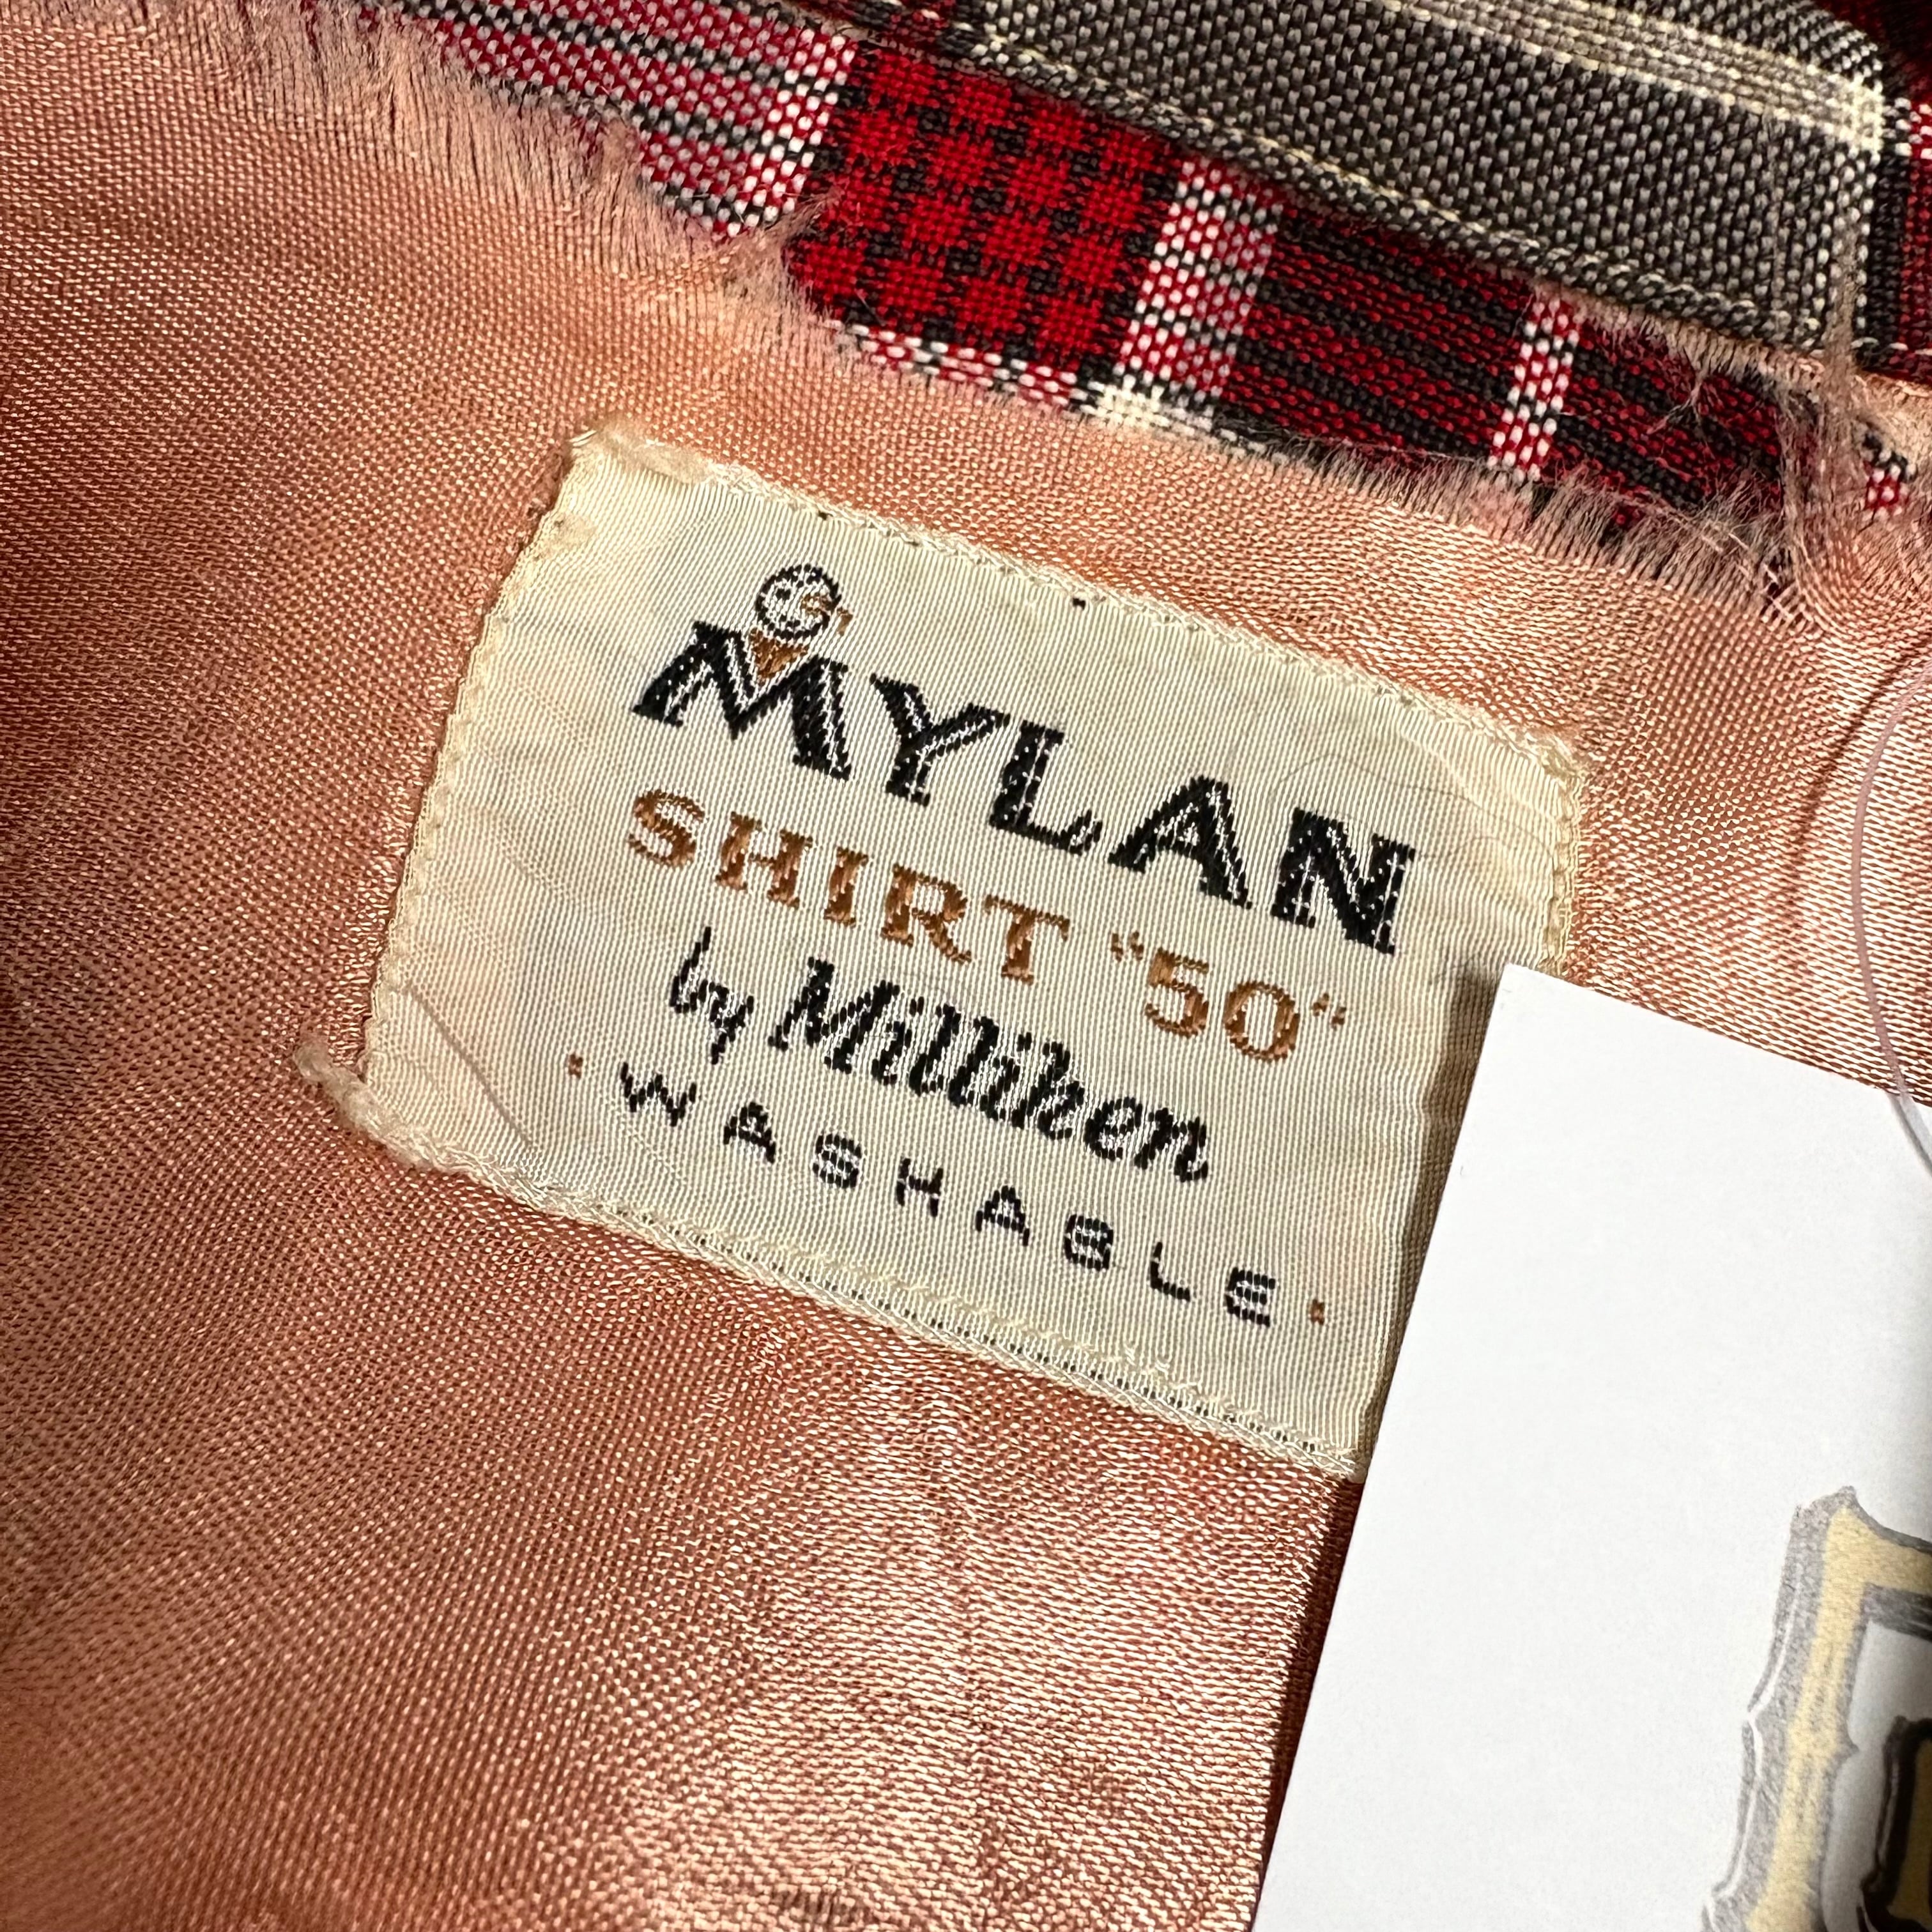 MYLAN
SHIRT "50"
by Milliken
· WASHABLE ·